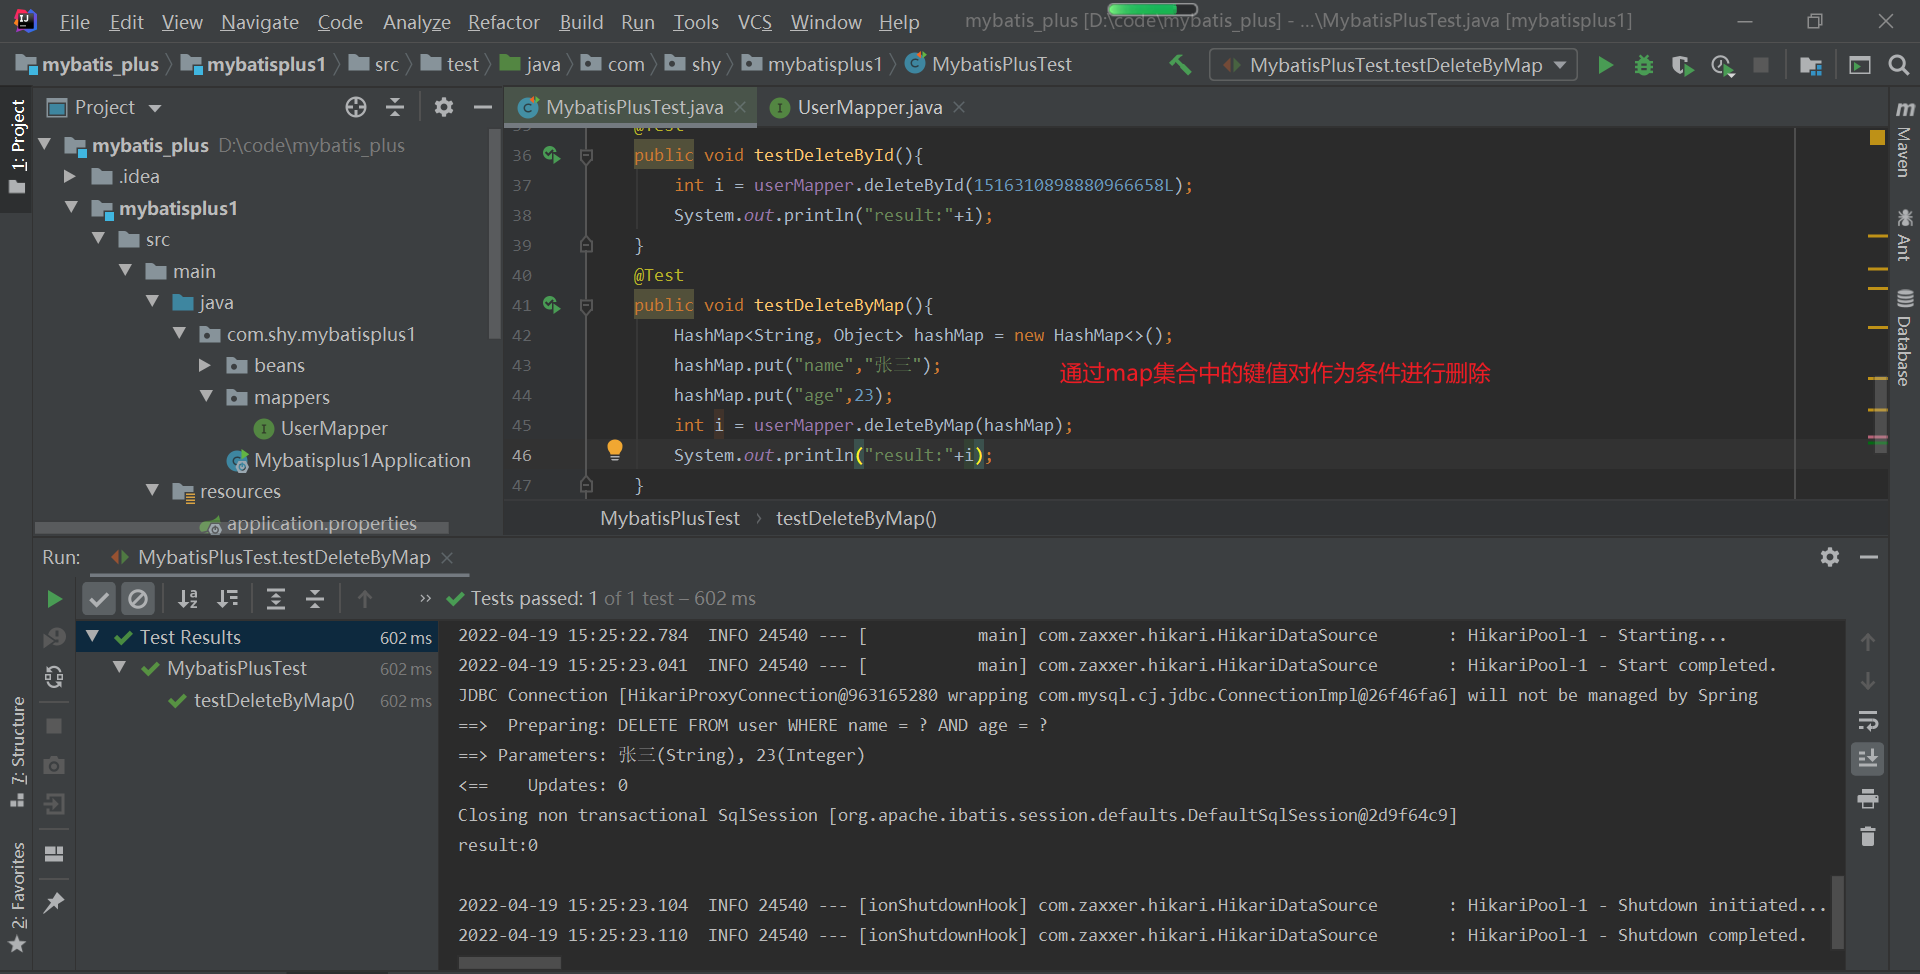 File Edit View Navigate Code Analyze Refactor Build Run Tools VCS Window Help mybatis_plus [D:\code\mybatis_plus] - ...\MybatisPlusTest.java [mybatisplus1]
mybatis_plus mybatisplus1 src test java com shy mybatisplus1 MybatisPlusTest MybatisPlusTest.testDeleteByMap
1: Project
7: Structure
2: Favorites
Project
mybatis_plus D:\code\mybatis_plus
.idea
mybatisplus1
src
main
java
com.shy.mybatisplus1
beans
mappers
UserMapper
Mybatisplus1Application
resources
application.properties
MybatisPlusTest.java UserMapper.java
35 @Test
36 public void testDeleteById(){
37 int i = userMapper.deleteById(1516310898880966658L);
38 System.out.println("result:"+i);
39 }
40 @Test
41 public void testDeleteByMap(){
42 HashMap<String, Object> hashMap = new HashMap<>();
43 hashMap.put("name","张三");
通过map集合中的键值对作为条件进行删除
44 hashMap.put("age",23);
45 int i = userMapper.deleteByMap(hashMap);
46 System.out.println("result:"+i);
47 }
MybatisPlusTest › testDeleteByMap()
m Maven
Ant
Database
Run: MybatisPlusTest.testDeleteByMap
» Tests passed: 1 of 1 test – 602 ms
Test Results 602 ms
MybatisPlusTest 602 ms
testDeleteByMap() 602 ms
2022-04-19 15:25:22.784  INFO 24540 --- [           main] com.zaxxer.hikari.HikariDataSource       : HikariPool-1 - Starting...
2022-04-19 15:25:23.041  INFO 24540 --- [           main] com.zaxxer.hikari.HikariDataSource       : HikariPool-1 - Start completed.
JDBC Connection [HikariProxyConnection@963165280 wrapping com.mysql.cj.jdbc.ConnectionImpl@26f46fa6] will not be managed by Spring
==>  Preparing: DELETE FROM user WHERE name = ? AND age = ?
==> Parameters: 张三(String), 23(Integer)
<==    Updates: 0
Closing non transactional SqlSession [org.apache.ibatis.session.defaults.DefaultSqlSession@2d9f64c9]
result:0
2022-04-19 15:25:23.104  INFO 24540 --- [ionShutdownHook] com.zaxxer.hikari.HikariDataSource       : HikariPool-1 - Shutdown initiated...
2022-04-19 15:25:23.110  INFO 24540 --- [ionShutdownHook] com.zaxxer.hikari.HikariDataSource       : HikariPool-1 - Shutdown completed.